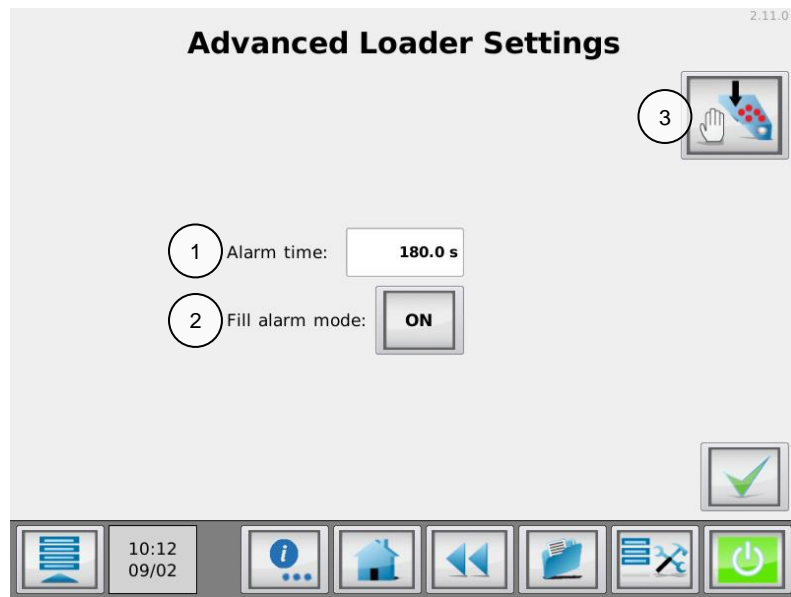 2.11.0
Advanced Loader Settings
3
1 Alarm time: 180.0 s
2 Fill alarm mode: ON
10:12
09/02
i